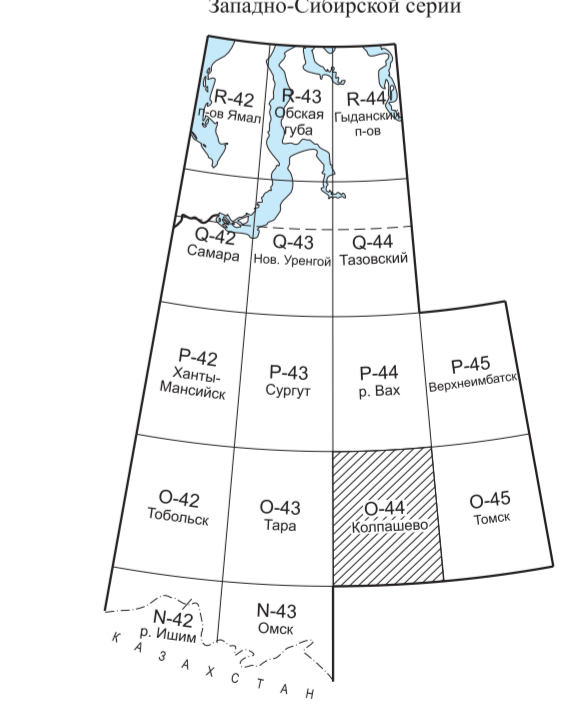 Западно-Сибирской серии
R-42
п-ов Ямал
R-43
Обская
губа
R-44
Гыданский
п-ов
Q-42
Самара
Q-43
Нов. Уренгой
Q-44
Тазовский
P-42
Ханты-
Мансийск
P-43
Сургут
P-44
р. Вах
P-45
Верхнеимбатск
O-42
Тобольск
O-43
Тара
O-44
Колпашево
O-45
Томск
N-42
р. Ишим
N-43
Омск
КАЗАХСТАН